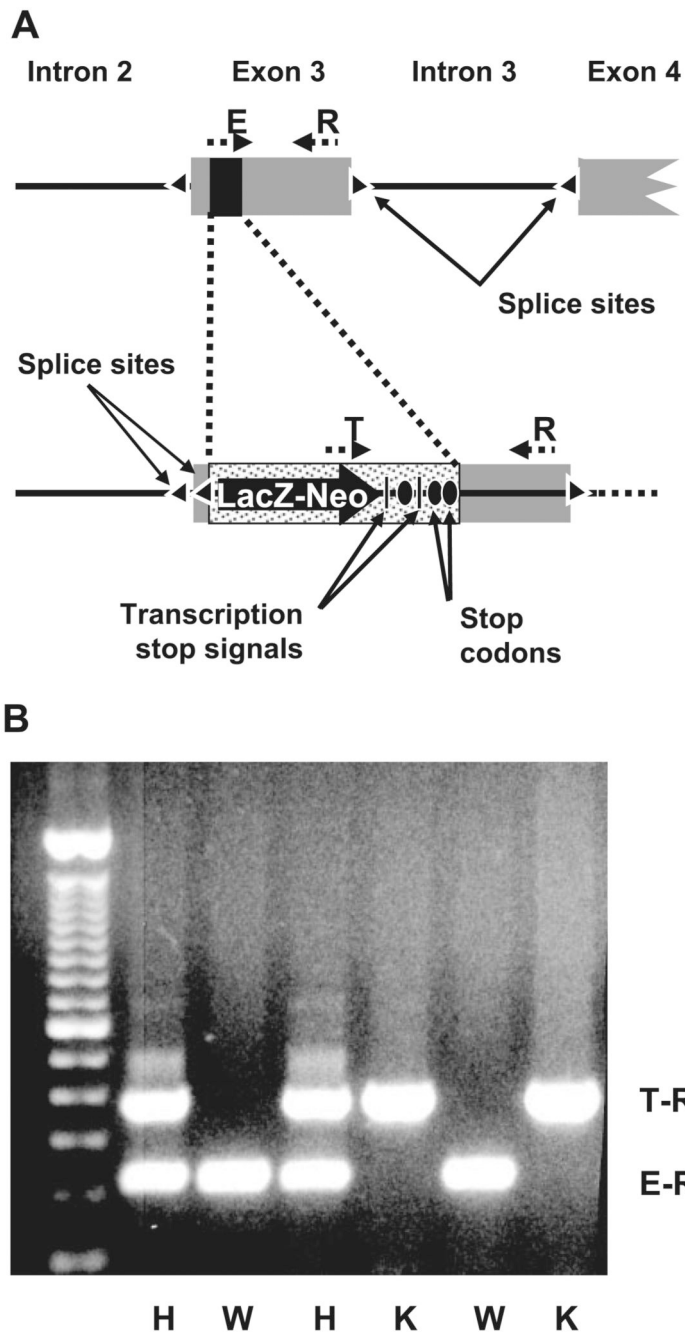 A
Intron 2 Exon 3 Intron 3 Exon 4
E R
Splice sites
Splice sites
T R
LacZ-Neo
Transcription
stop signals
Stop
codons
B
T-R
E-R
H W H K W K